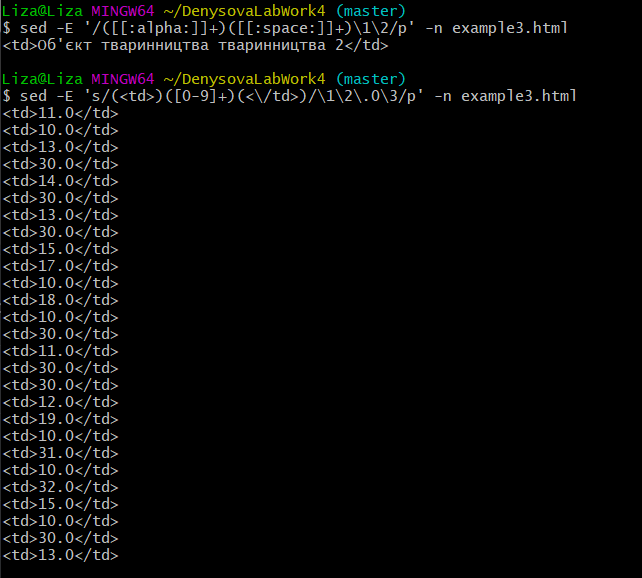 Liza@Liza MINGW64 ~/DenysovaLabWork4 (master)
$ sed -E '/([[:alpha:]]+)([[:space:]]+)\1\2/p' -n example3.html
<td>Об'єкт тваринництва тваринництва 2</td>
Liza@Liza MINGW64 ~/DenysovaLabWork4 (master)
$ sed -E 's/(<td>)([0-9]+)(<\/td>)/\1\2\.0\3/p' -n example3.html
<td>11.0</td>
<td>10.0</td>
<td>13.0</td>
<td>30.0</td>
<td>14.0</td>
<td>30.0</td>
<td>13.0</td>
<td>30.0</td>
<td>15.0</td>
<td>17.0</td>
<td>10.0</td>
<td>18.0</td>
<td>10.0</td>
<td>30.0</td>
<td>11.0</td>
<td>30.0</td>
<td>30.0</td>
<td>12.0</td>
<td>19.0</td>
<td>10.0</td>
<td>31.0</td>
<td>10.0</td>
<td>32.0</td>
<td>15.0</td>
<td>10.0</td>
<td>30.0</td>
<td>13.0</td>